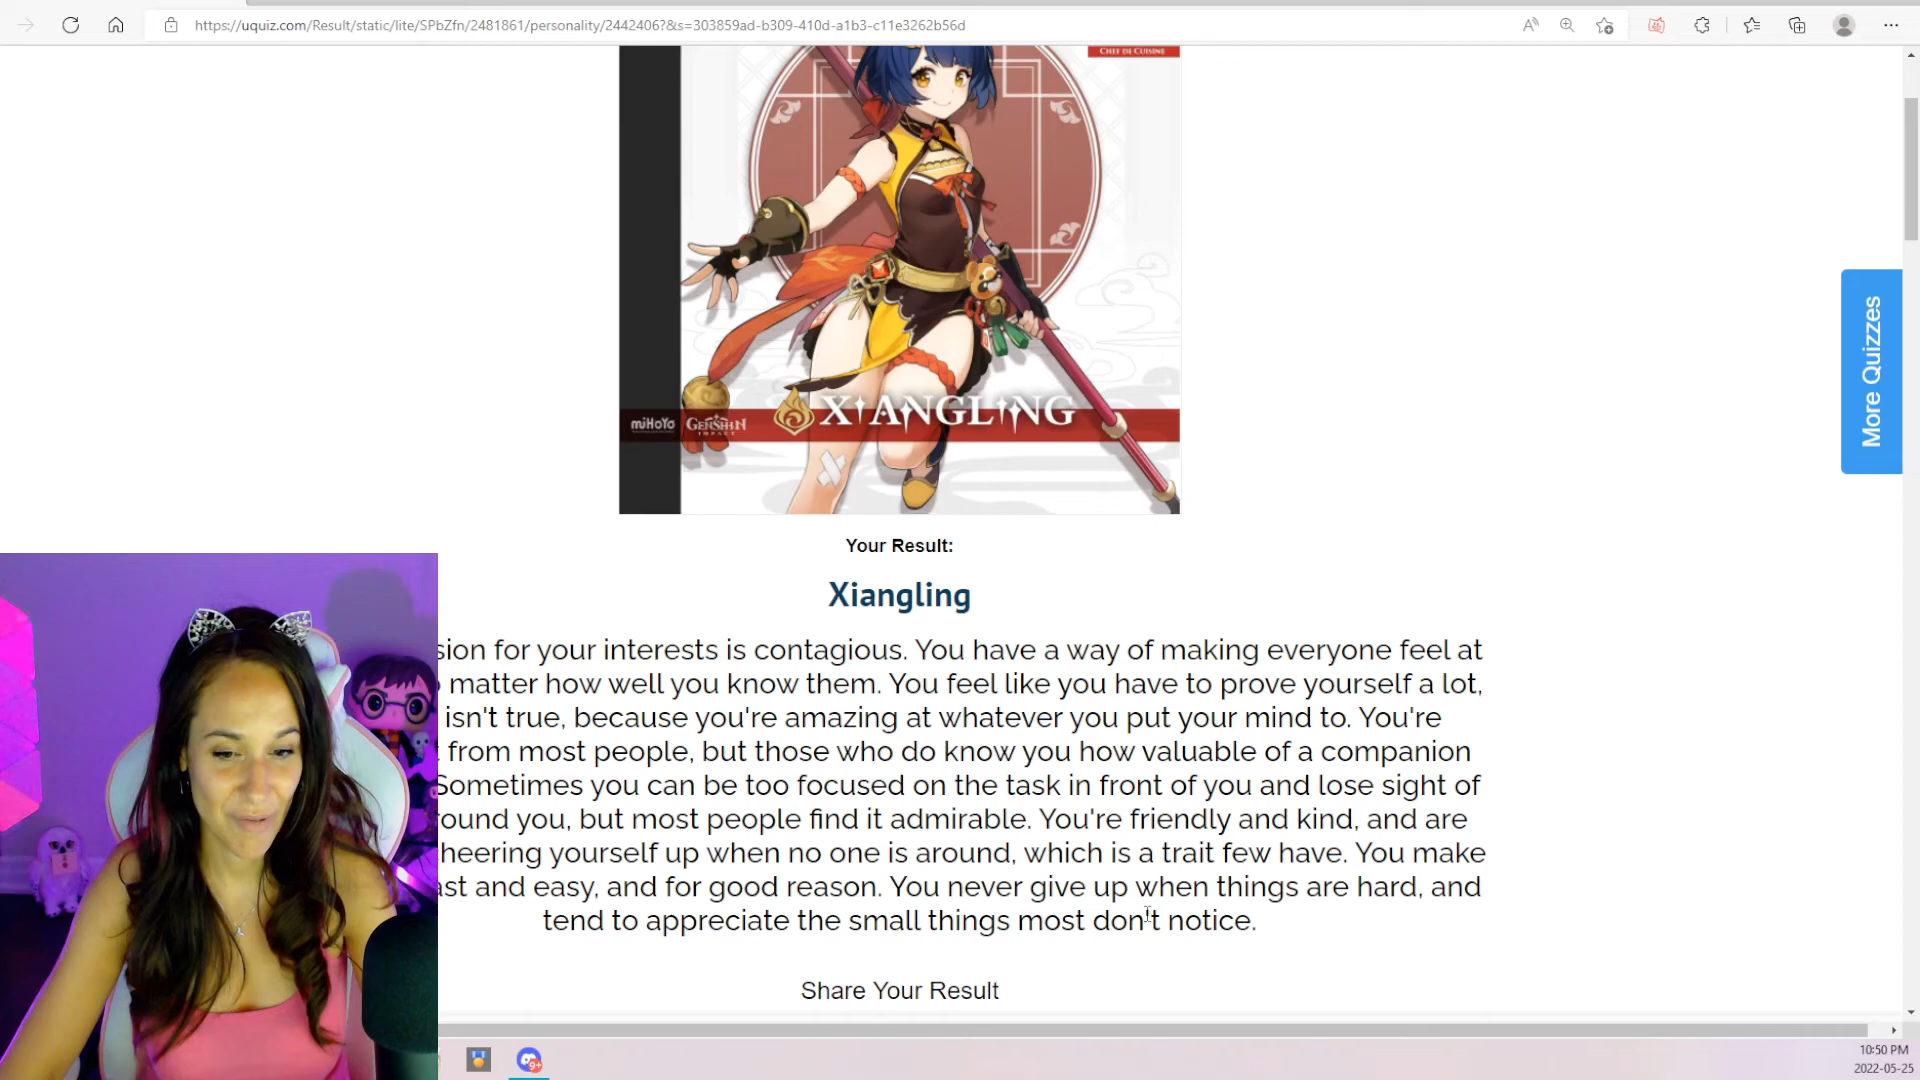 https://uquiz.com/Result/static/lite/SPbZfn/2481861/personality/2442406?&s=303859ad-b309-410d-a1b3-c11e3262b56d
CHEF DE CUISINE
XIANGLING
miHoYo GENSHIN IMPACT
More Quizzes
Your Result:
Xiangling
for your interests is contagious. You have a way of making everyone feel at
matter how well you know them. You feel like you have to prove yourself a lot,
isn't true, because you're amazing at whatever you put your mind to. You're
from most people, but those who do know you how valuable of a companion
Sometimes you can be too focused on the task in front of you and lose sight of
you, but most people find it admirable. You're friendly and kind, and are
yourself up when no one is around, which is a trait few have. You make
and easy, and for good reason. You never give up when things are hard, and
tend to appreciate the small things most don't notice.
Share Your Result
9+
10:50 PM
2022-05-25